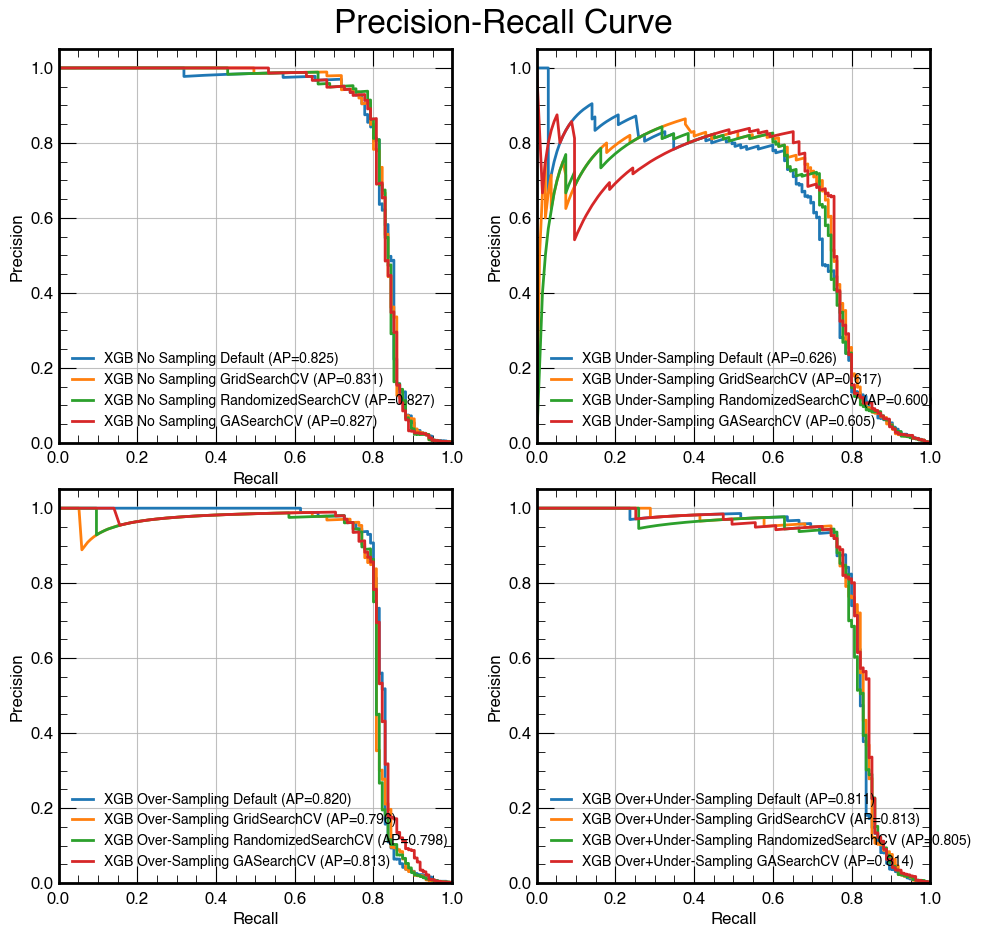 Precision-Recall Curve
1.0
0.8
0.6
0.4
0.2
0.0
Precision
XGB No Sampling Default (AP=0.825)
XGB No Sampling GridSearchCV (AP=0.831)
XGB No Sampling RandomizedSearchCV (AP=0.827)
XGB No Sampling GASearchCV (AP=0.827)
0.0 0.2 0.4 0.6 0.8 1.0
Recall
1.0
0.8
0.6
0.4
0.2
0.0
Precision
XGB Under-Sampling Default (AP=0.626)
XGB Under-Sampling GridSearchCV (AP=0.617)
XGB Under-Sampling RandomizedSearchCV (AP=0.600
XGB Under-Sampling GASearchCV (AP=0.605)
0.0 0.2 0.4 0.6 0.8 1.0
Recall
1.0
0.8
0.6
0.4
0.2
0.0
Precision
XGB Over-Sampling Default (AP=0.820)
XGB Over-Sampling GridSearchCV (AP=0.796)
XGB Over-Sampling RandomizedSearchCV (AP=0.798)
XGB Over-Sampling GASearchCV (AP=0.813)
0.0 0.2 0.4 0.6 0.8 1.0
Recall
1.0
0.8
0.6
0.4
0.2
0.0
Precision
XGB Over+Under-Sampling Default (AP=0.811)
XGB Over+Under-Sampling GridSearchCV (AP=0.813)
XGB Over+Under-Sampling RandomizedSearchCV (AP=0.805)
XGB Over+Under-Sampling GASearchCV (AP=0.814)
0.0 0.2 0.4 0.6 0.8 1.0
Recall